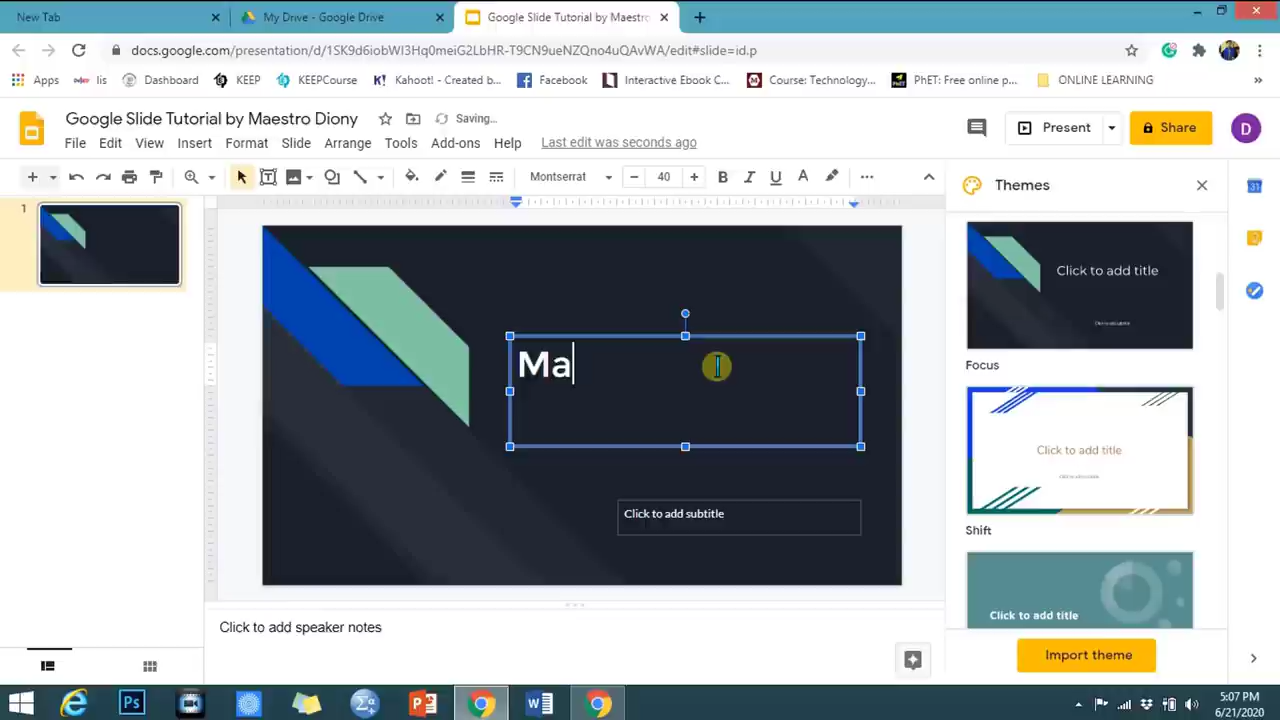 New Tab
My Drive - Google Drive
Google Slide Tutorial by Maestro
docs.google.com/presentation/d/1SK9d6iobWI3Hq0meiG2LbHR-T9CN9ueNZQno4uQAvWA/edit#slide=id.p
Apps
lis
Dashboard
KEEP
KEEPCourse
Kahoot! - Created b...
Facebook
Interactive Ebook C...
Course: Technology...
PhET: Free online p...
ONLINE LEARNING
Google Slide Tutorial by Maestro Diony
Saving...
Present
Share
D
File Edit View Insert Format Slide Arrange Tools Add-ons Help
Last edit was seconds ago
Montserrat
40
B I U A
Themes
1
Click to add title
Focus
Ma
Click to add subtitle
Click to add title
Shift
Click to add title
Click to add speaker notes
Import theme
5:07 PM
6/21/2020